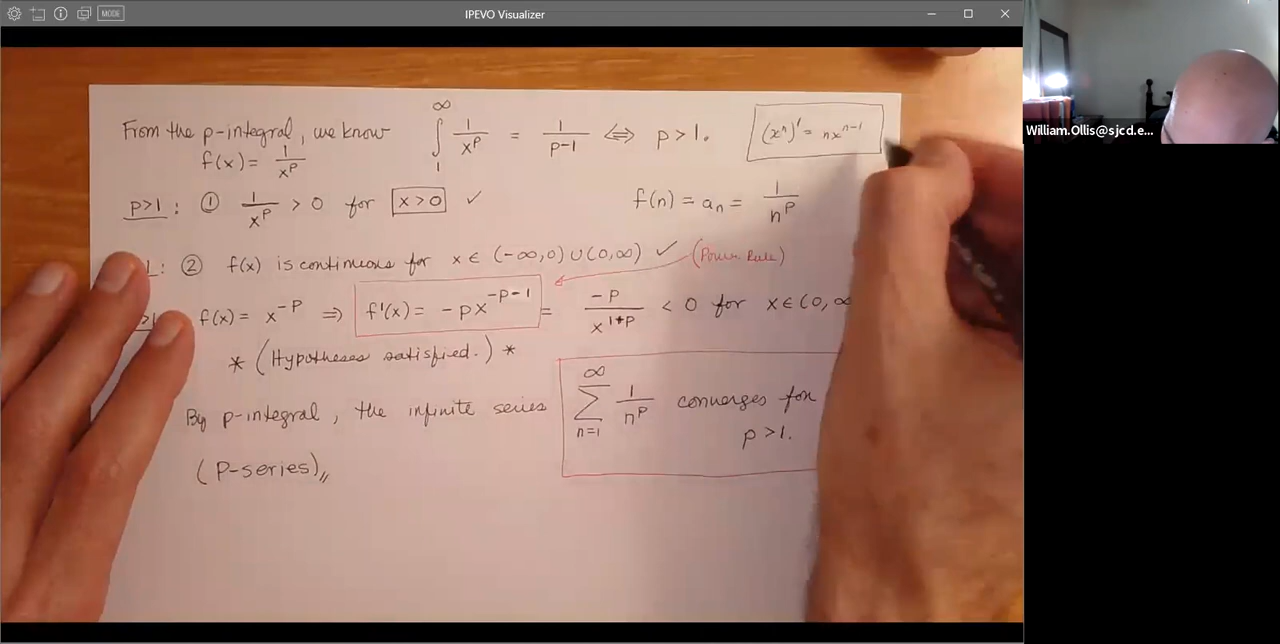 MODE
IPEVO Visualizer
From the p-integral, we know ∫₁^∞ 1/x^p = 1/(p-1) ⇔ p > 1.
(xⁿ)' = nx^(n-1)
f(x) = 1/x^p
p>1 : ① 1/x^p > 0 for x>0 ✓
f(n) = aₙ = 1/n^p
: ② f(x) is continuous for x ∈ (-∞,0) ∪ (0,∞) ✓ (Power Rule)
f(x) = x^(-p) ⇒ f'(x) = -px^(-p-1) = -p/x^(1+p) < 0 for x∈(0,∞
* (Hypotheses satisfied.) *
By p-integral, the infinite series
∑_(n=1)^∞ 1/n^p converges for
p >1.
(P-series),,
William.Ollis@sjcd.e...